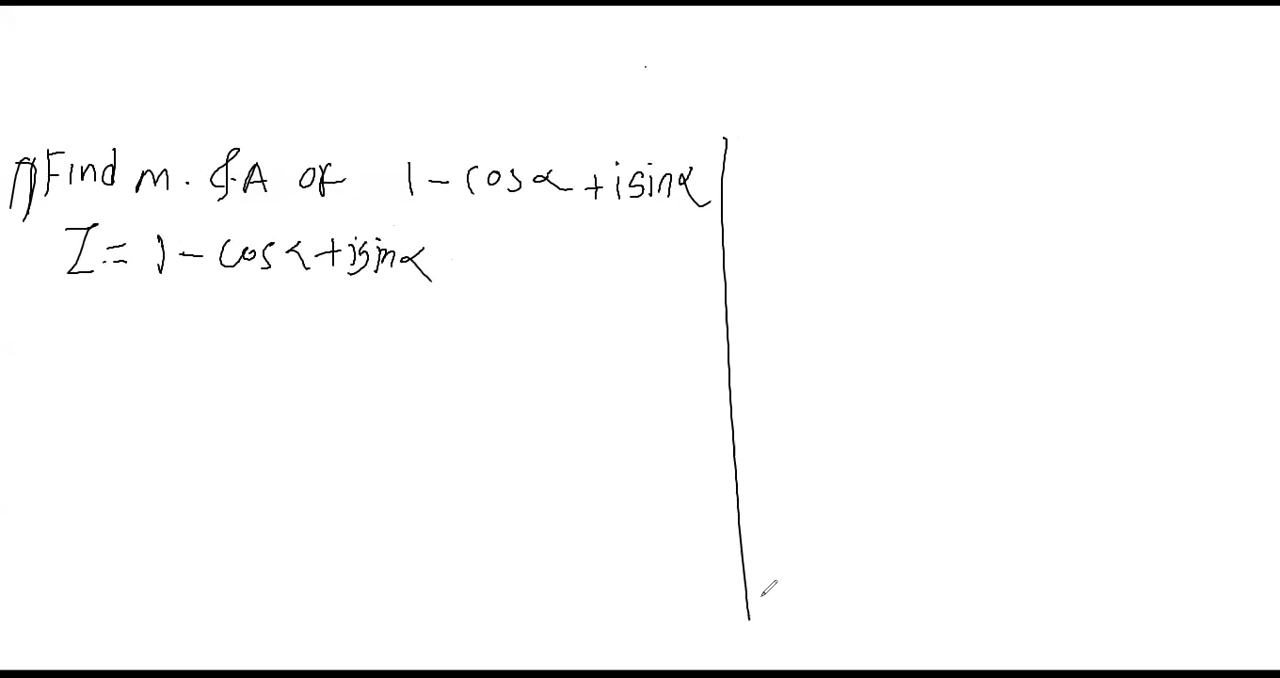 1) Find m. & A of 1 - cosα + isinα
Z = 1 - cosα + isinα